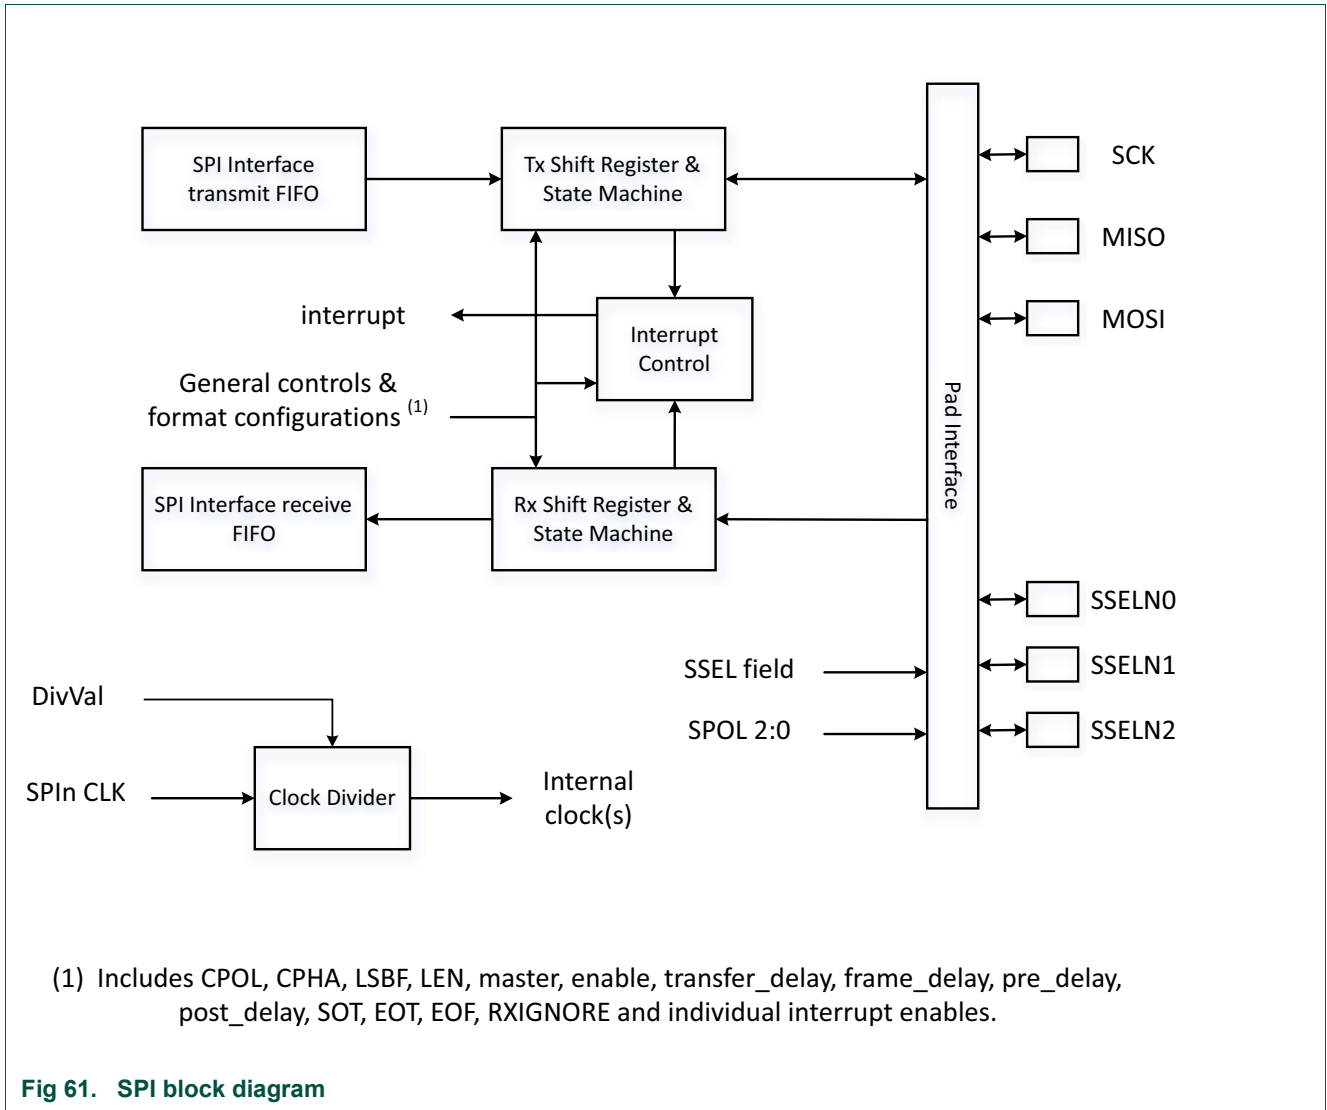 SPI Interface
transmit FIFO
Tx Shift Register &
State Machine
SCK
MISO
MOSI
interrupt
Interrupt
Control
General controls &
format configurations (1)
Pad Interface
SPI Interface receive
FIFO
Rx Shift Register &
State Machine
SSELN0
SSEL field
SSELN1
SPOL 2:0
SSELN2
DivVal
SPIn CLK
Clock Divider
Internal
clock(s)
(1) Includes CPOL, CPHA, LSBF, LEN, master, enable, transfer_delay, frame_delay, pre_delay,
post_delay, SOT, EOT, EOF, RXIGNORE and individual interrupt enables.
Fig 61. SPI block diagram